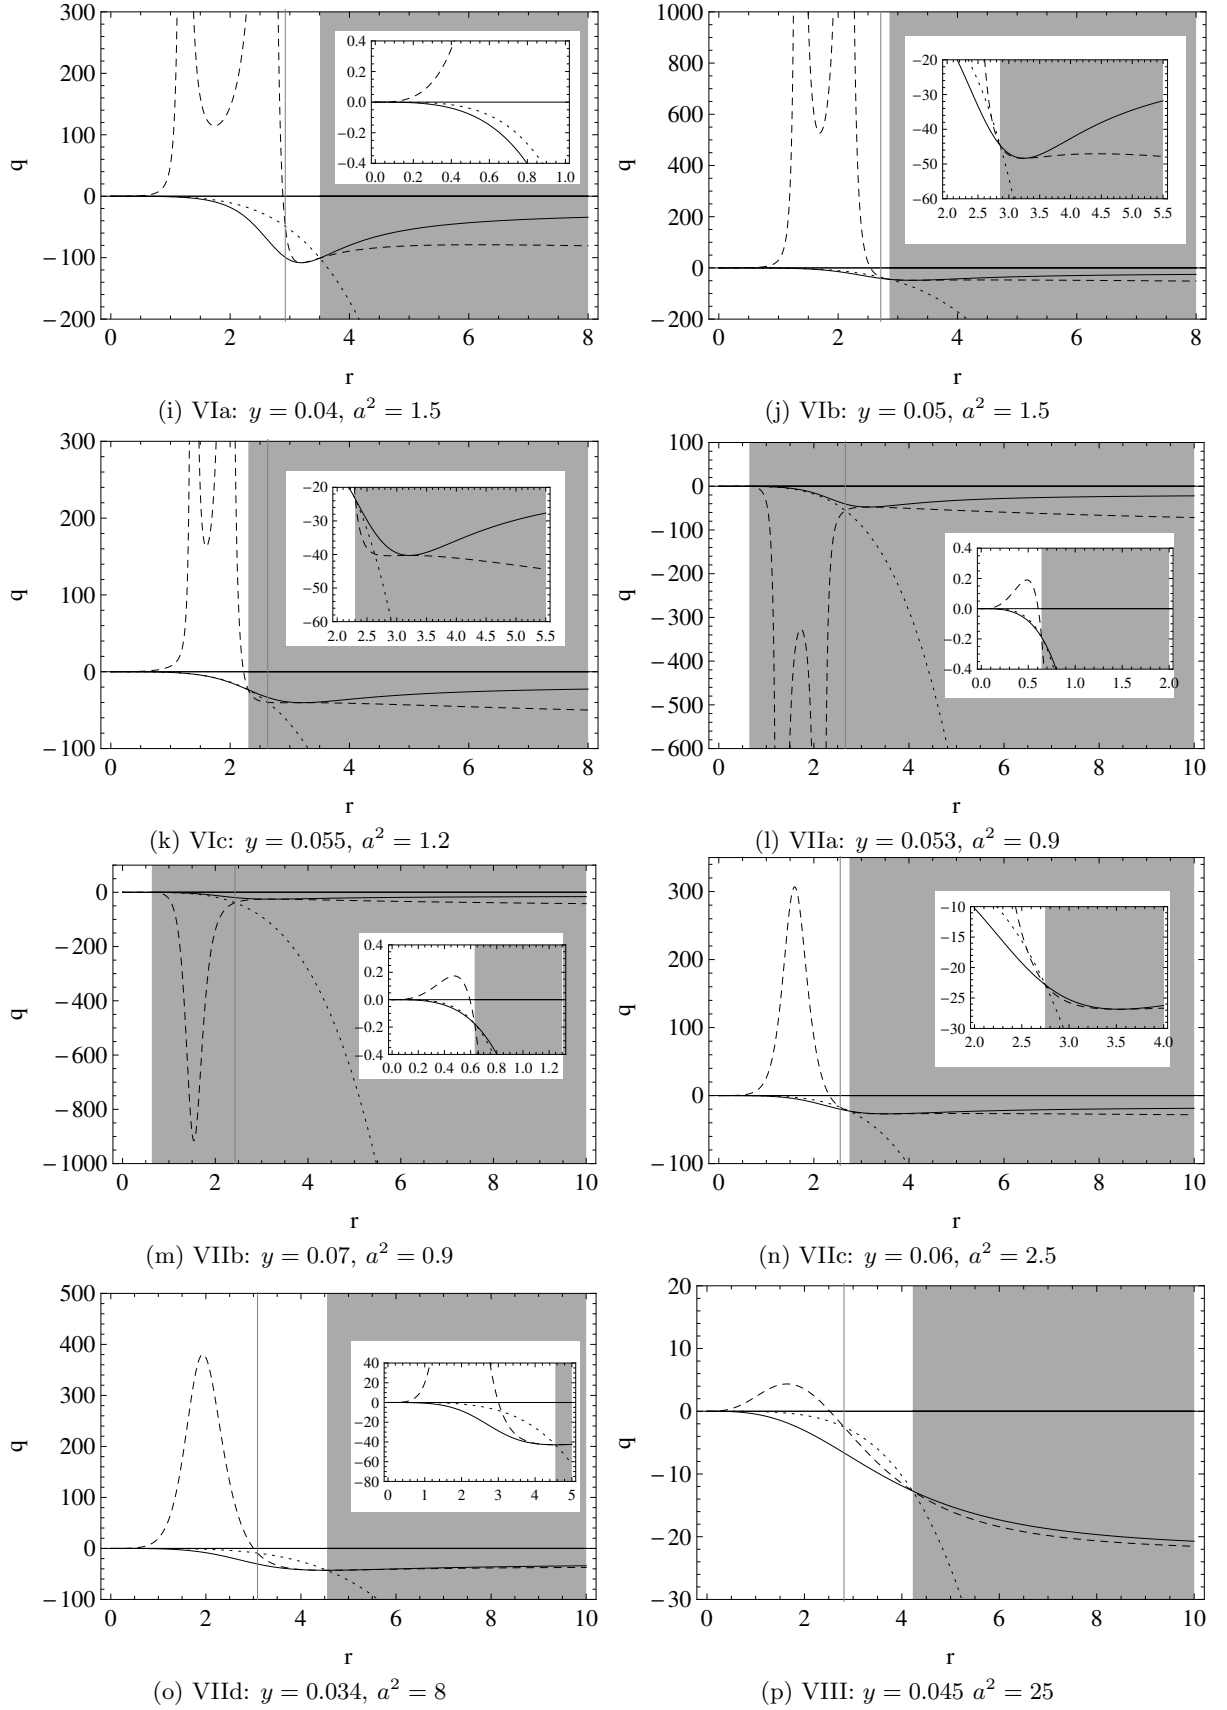 300
200
100
0
−100
−200
q
0 2 4 6 8
r
0.4
0.2
0.0
−0.2
−0.4
0.0 0.2 0.4 0.6 0.8 1.0
(i) VIa: y = 0.04, a² = 1.5
1000
800
600
400
200
0
−200
q
0 2 4 6 8
r
−20
−30
−40
−50
−60
2.0 2.5 3.0 3.5 4.0 4.5 5.0 5.5
(j) VIb: y = 0.05, a² = 1.5
300
200
100
0
−100
q
0 2 4 6 8
r
−20
−30
−40
−50
−60
2.0 2.5 3.0 3.5 4.0 4.5 5.0 5.5
(k) VIc: y = 0.055, a² = 1.2
100
0
−100
−200
−300
−400
−500
−600
q
0 2 4 6 8 10
r
0.4
0.2
0.0
−0.2
−0.4
0.0 0.5 1.0 1.5 2.0
(l) VIIa: y = 0.053, a² = 0.9
0
−200
−400
−600
−800
−1000
q
0 2 4 6 8 10
r
0.4
0.2
0.0
−0.2
−0.4
0.0 0.2 0.4 0.6 0.8 1.0 1.2
(m) VIIb: y = 0.07, a² = 0.9
300
200
100
0
−100
q
0 2 4 6 8 10
r
−10
−15
−20
−25
−30
2.0 2.5 3.0 3.5 4.0
(n) VIIc: y = 0.06, a² = 2.5
500
400
300
200
100
0
−100
q
0 2 4 6 8 10
r
40
20
0
−20
−40
−60
−80
0 1 2 3 4 5
(o) VIId: y = 0.034, a² = 8
20
10
0
−10
−20
−30
q
0 2 4 6 8 10
r
(p) VIII: y = 0.045 a² = 25